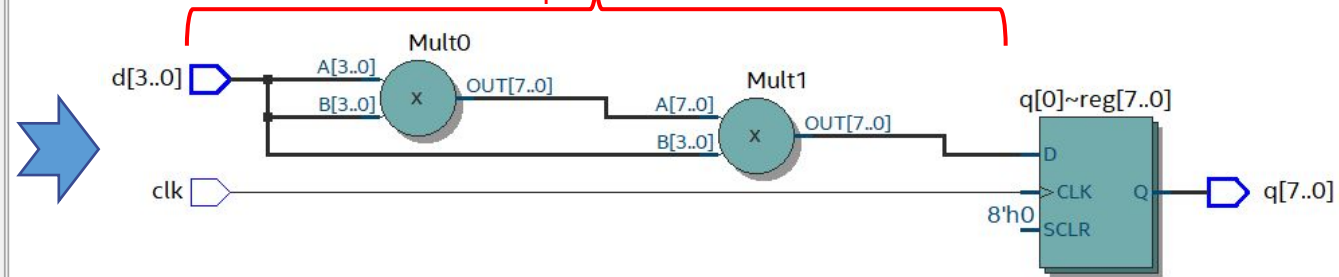 Mult0
d[3..0]
A[3..0]
B[3..0]
OUT[7..0]
x
Mult1
A[7..0]
B[3..0]
OUT[7..0]
x
q[0]~reg[7..0]
D
clk
>CLK
Q
q[7..0]
8'h0
SCLR